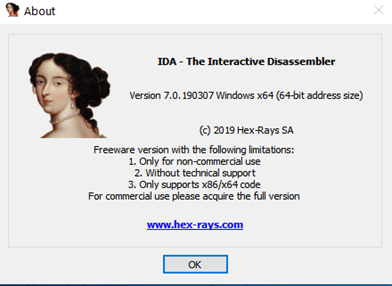 About
IDA - The Interactive Disassembler
Version 7.0.190307 Windows x64 (64-bit address size)
(c) 2019 Hex-Rays SA
Freeware version with the following limitations:
1. Only for non-commercial use
2. Without technical support
3. Only supports x86/x64 code
For commercial use please acquire the full version
www.hex-rays.com
OK